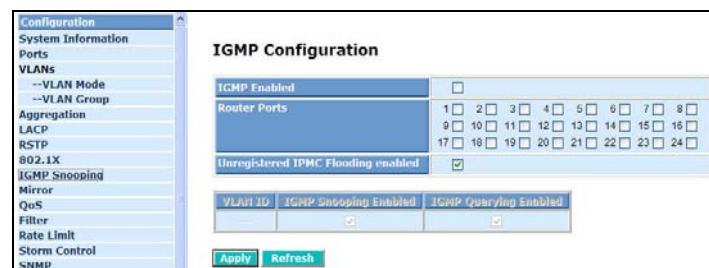 Configuration
System Information
Ports
VLANs
--VLAN Mode
--VLAN Group
Aggregation
LACP
RSTP
802.1X
IGMP Snooping
Mirror
QoS
Filter
Rate Limit
Storm Control
SNMP
IGMP Configuration
IGMP Enabled
Router Ports
1 2 3 4 5 6 7 8
9 10 11 12 13 14 15 16
17 18 19 20 21 22 23 24
Unregistered IPMC Flooding enabled
VLAN ID IGMP Snooping Enabled IGMP Querying Enabled
Apply Refresh